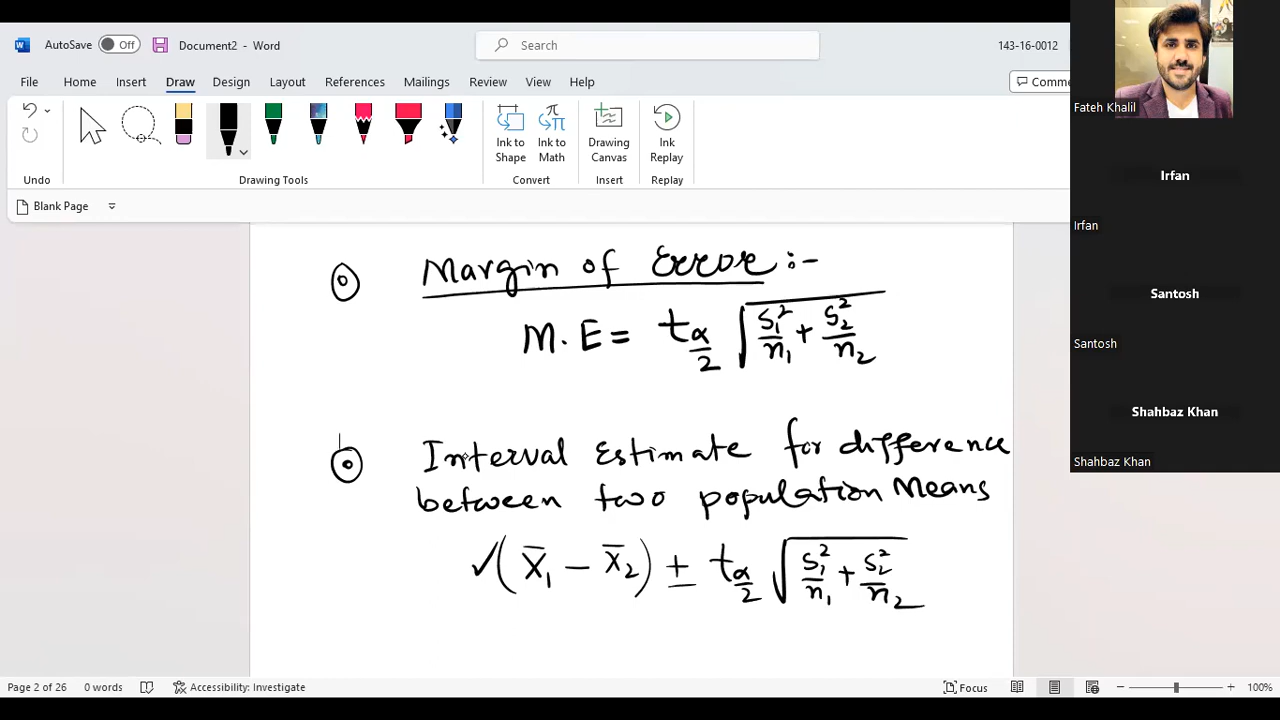 AutoSave Off Document2 - Word Search 143-16-0012
File Home Insert Draw Design Layout References Mailings Review View Help Comme
Undo Drawing Tools Ink to Shape Ink to Math Convert Drawing Canvas Insert Ink Replay Replay
Blank Page
Margin of Error :-
M.E = t α/2 √(S₁²/n₁ + S₂²/n₂)
Interval Estimate for difference
between two population Means
✓(X̄₁ − X̄₂) ± t α/2 √(S₁²/n₁ + S₂²/n₂)
Page 2 of 26 0 words Accessibility: Investigate Focus 100%
Fateh Khalil
Irfan
Irfan
Santosh
Santosh
Shahbaz Khan
Shahbaz Khan